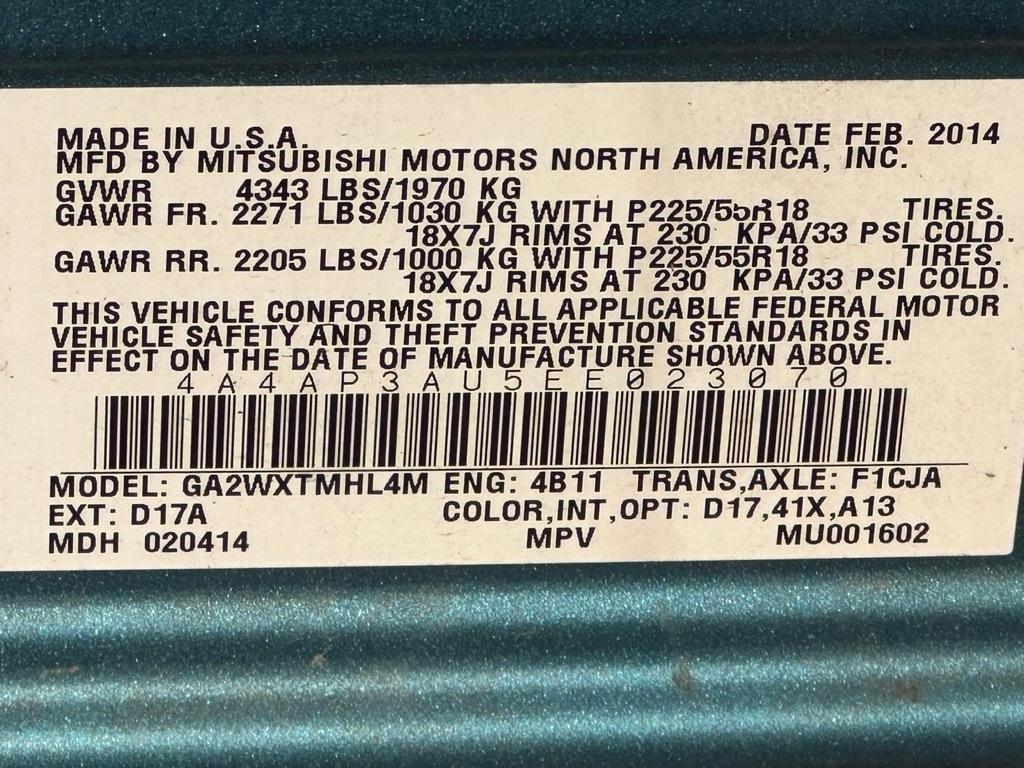 MADE IN U.S.A. DATE FEB. 2014
MFD BY MITSUBISHI MOTORS NORTH AMERICA, INC.
GVWR 4343 LBS/1970 KG
GAWR FR. 2271 LBS/1030 KG WITH P225/55R18 TIRES.
18X7J RIMS AT 230 KPA/33 PSI COLD.
GAWR RR. 2205 LBS/1000 KG WITH P225/55R18 TIRES.
18X7J RIMS AT 230 KPA/33 PSI COLD.
THIS VEHICLE CONFORMS TO ALL APPLICABLE FEDERAL MOTOR
VEHICLE SAFETY AND THEFT PREVENTION STANDARDS IN
EFFECT ON THE DATE OF MANUFACTURE SHOWN ABOVE.
4A4AP3AU5EE023070
MODEL: GA2WXTMHL4M ENG: 4B11 TRANS,AXLE: F1CJA
EXT: D17A COLOR,INT,OPT: D17,41X,A13
MDH 020414 MPV MU001602